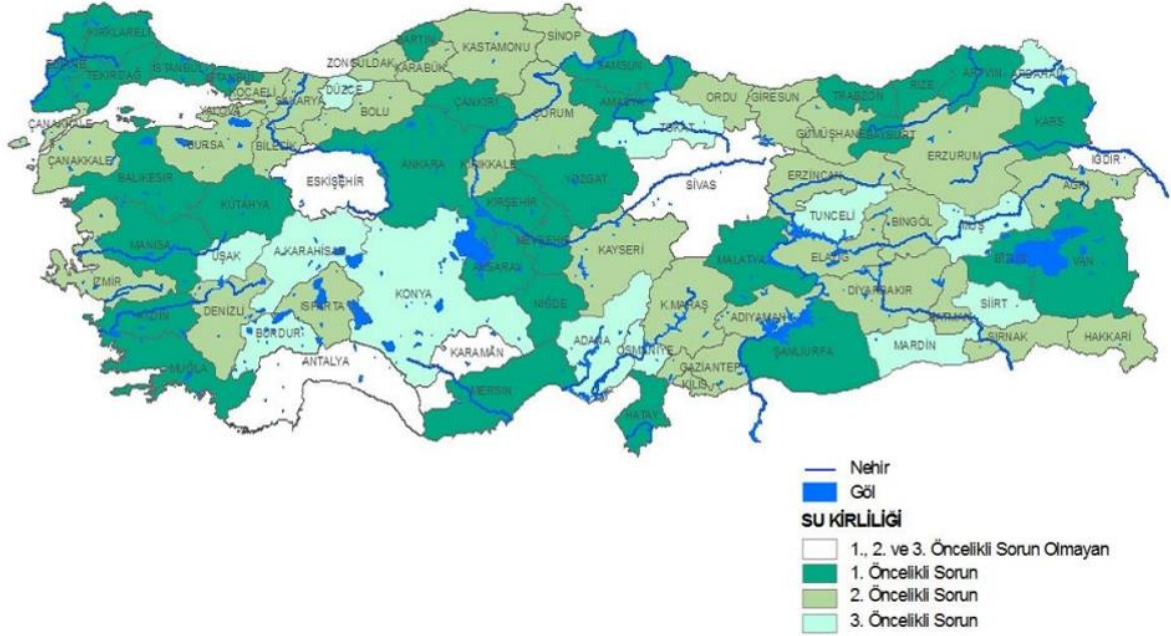 KIRKLARELİ
EDİRNE
TEKİRDAĞ
İSTANBUL
İSTANBUL
KOCAELİ
YALOVA
SAKARYA
DÜZCE
ZONGULDAK
BARTIN
KARABÜK
KASTAMONU
SİNOP
SAMSUN
AMASYA
ÇORUM
ÇANKIRI
BOLU
BİLECİK
BURSA
ÇANAKKALE
ÇANAKKALE
BALIKESİR
KÜTAHYA
ESKİŞEHİR
ANKARA
KIRIKKALE
YOZGAT
KIRŞEHİR
NEVŞEHİR
AKSARAY
NİĞDE
KAYSERİ
SİVAS
TOKAT
ORDU
GİRESUN
TRABZON
RİZE
ARTVİN
ARDAHAN
KARS
IĞDIR
GÜMÜŞHANE
BAYBURT
ERZURUM
ERZİNCAN
AĞRI
TUNCELİ
BİNGÖL
MUŞ
BİTLİS
VAN
MALATYA
ELAZIĞ
DİYARBAKIR
BATMAN
SİİRT
ŞIRNAK
HAKKARİ
MARDİN
ŞANLIURFA
ADIYAMAN
K.MARAŞ
GAZİANTEP
KİLİS
OSMANİYE
HATAY
ADANA
MERSİN
KARAMAN
KONYA
A.KARAHİSAR
UŞAK
MANİSA
İZMİR
AYDIN
DENİZLİ
BURDUR
ISPARTA
ANTALYA
MUĞLA
Nehir
Göl
SU KİRLİLİĞİ
1., 2. ve 3. Öncelikli Sorun Olmayan
1. Öncelikli Sorun
2. Öncelikli Sorun
3. Öncelikli Sorun